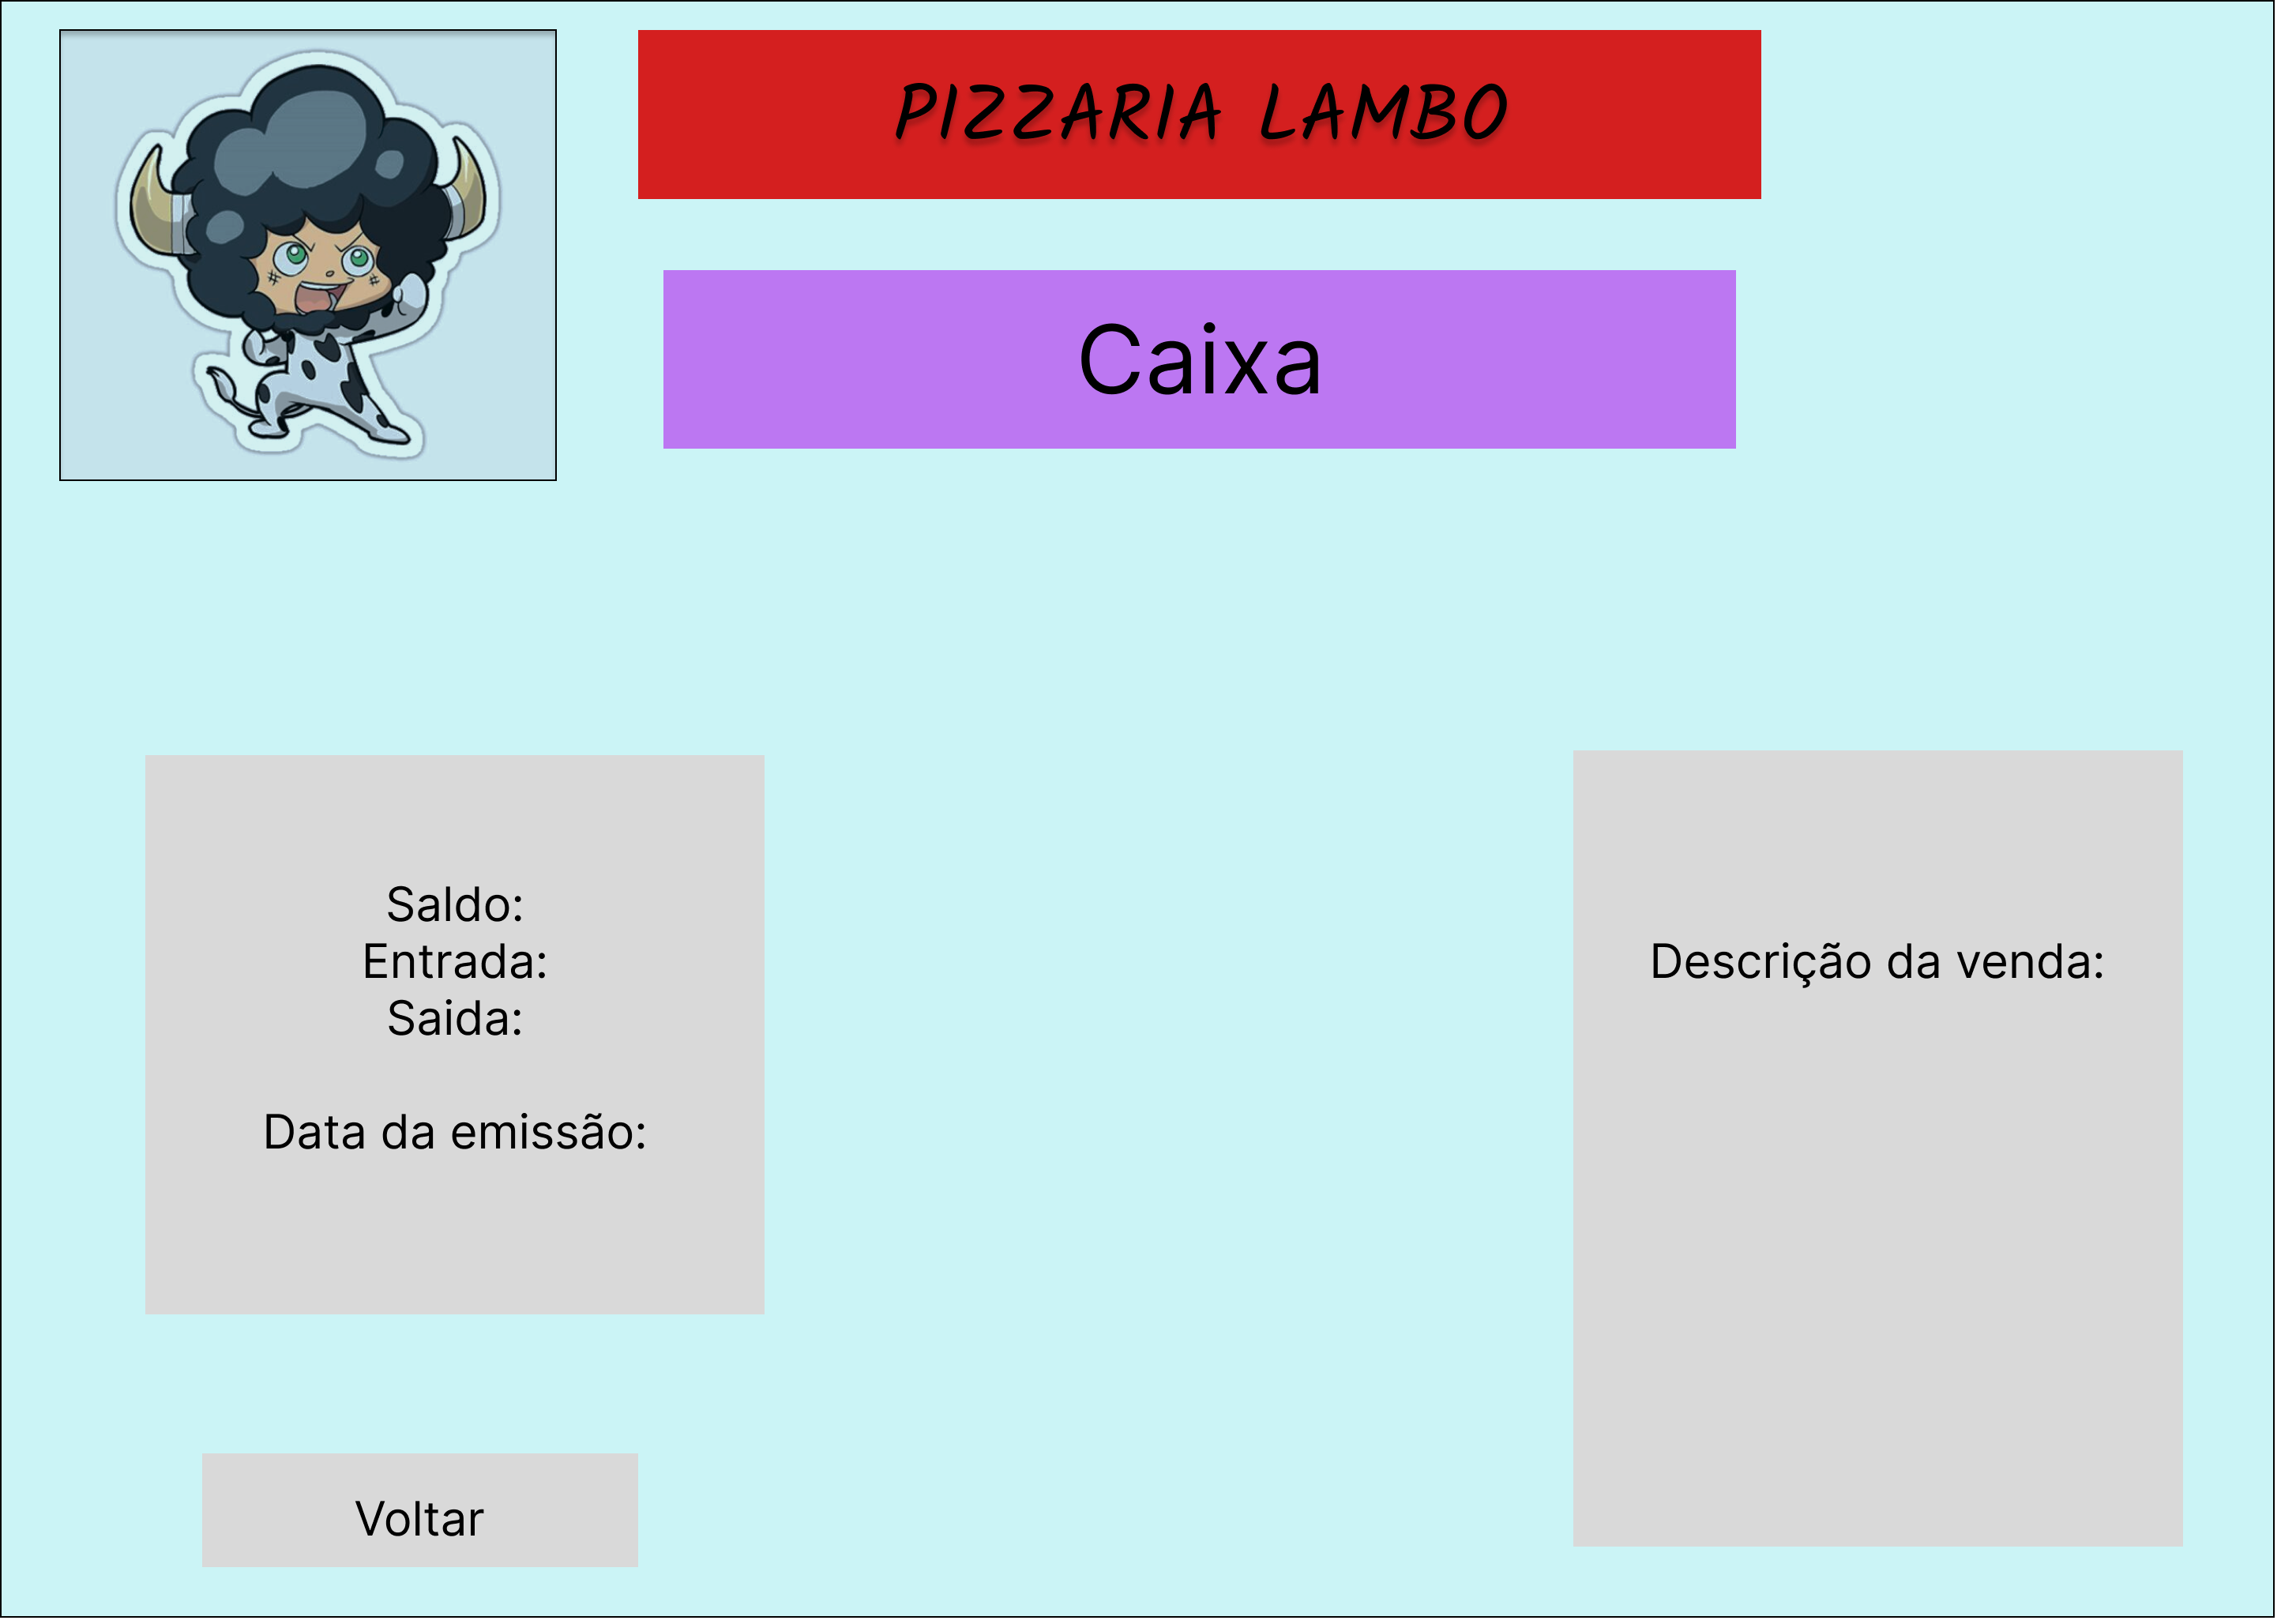 PIZZARIA LAMBO
Caixa
Saldo:
Entrada:
Saida:
Data da emissão:
Descrição da venda:
Voltar